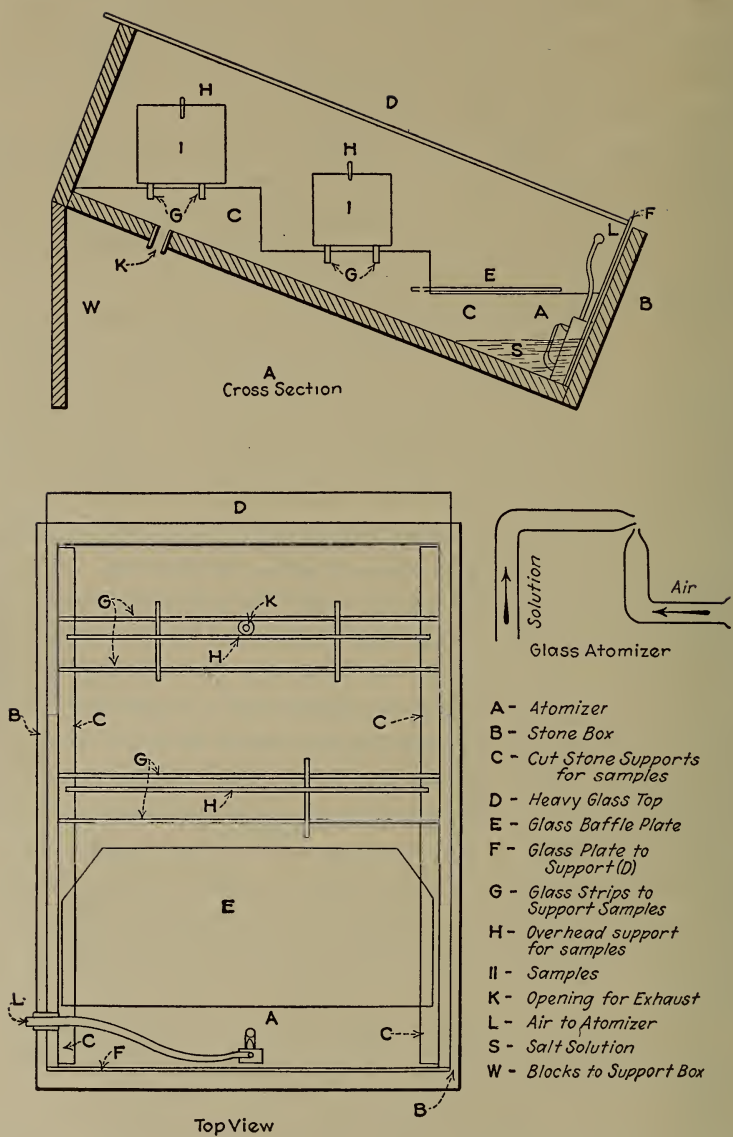 H
D
I
H
G
C
I
F
L
K
G
E
W
C
A
B
S
A
Cross Section
D
G
K
H
Solution
Air
Glass Atomizer
B
C
C
G
H
E
L
A
C
F
C
B
Top View
A - Atomizer
B - Stone Box
C - Cut Stone Supports
for samples
D - Heavy Glass Top
E - Glass Baffle Plate
F - Glass Plate to
Support (D)
G - Glass Strips to
Support Samples
H - Overhead support
for samples
II - Samples
K - Opening for Exhaust
L - Air to Atomizer
S - Salt Solution
W - Blocks to Support Box